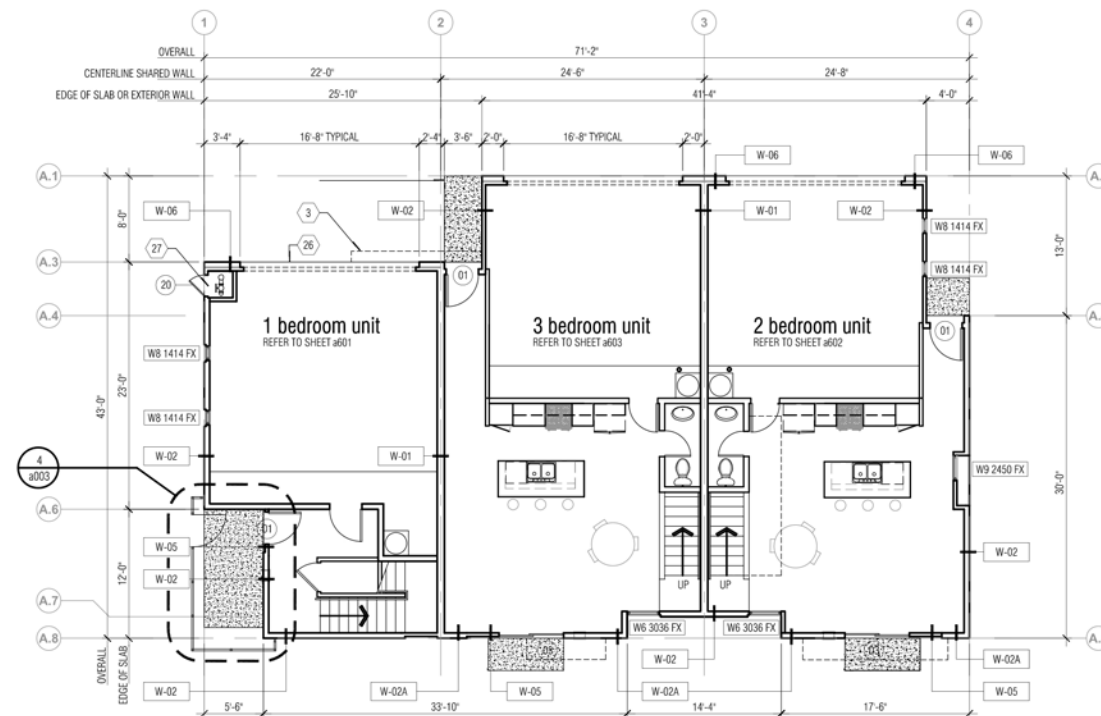 1
2
3
4
OVERALL
71'-2"
CENTERLINE SHARED WALL
22'-0"
24'-6"
24'-8"
EDGE OF SLAB OR EXTERIOR WALL
25'-10"
41'-4"
4'-0"
3'-4"
16'-8" TYPICAL
2'-4"
3'-6"
2'-0"
16'-8" TYPICAL
2'-0"
W-06
W-06
A.1
W-06
3
W-02
W-01
W-02
8'-0"
W8 1414 FX
13'-0"
27
26
A.3
01
W8 1414 FX
20
A.4
1 bedroom unit
REFER TO SHEET a601
3 bedroom unit
REFER TO SHEET a603
2 bedroom unit
REFER TO SHEET a602
01
W8 1414 FX
23'-0"
43'-0"
W8 1414 FX
4
a003
W-02
W-01
W9 2450 FX
30'-0"
A.6
01
W-05
W-02
W-02
12'-0"
UP
UP
A.7
A.8
W6 3036 FX
W6 3036 FX
OVERALL
EDGE OF SLAB
W-02
W-02
W-02A
W-05
W-02A
W-02A
W-05
5'-6"
33'-10"
14'-4"
17'-6"